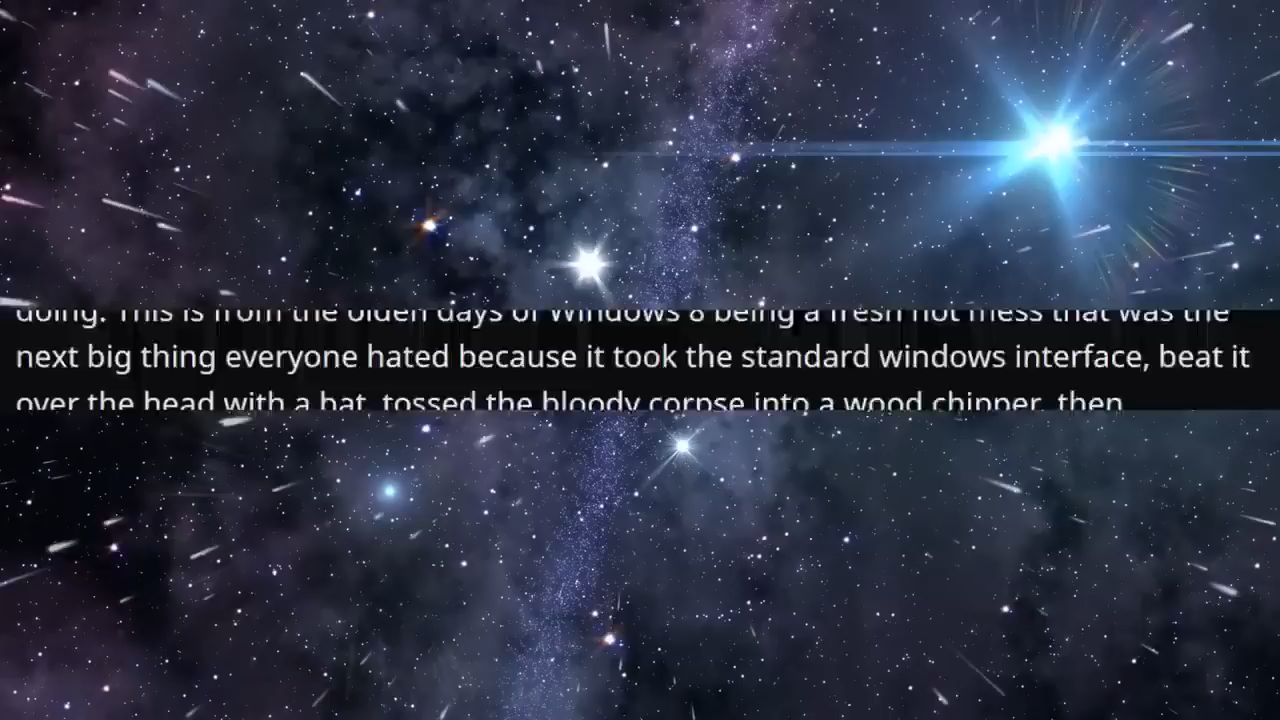 doing. This is from the olden days of Windows 8 being a fresh hot mess that was the
next big thing everyone hated because it took the standard windows interface, beat it
over the head with a bat, tossed the bloody corpse into a wood chipper, then